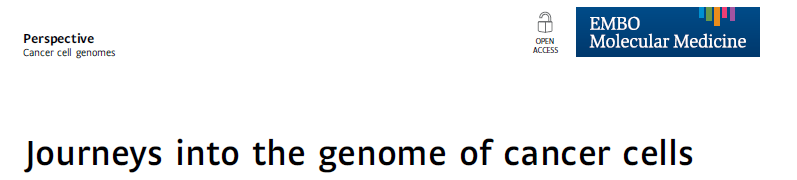 Perspective
Cancer cell genomes
OPEN
ACCESS
EMBO
Molecular Medicine
Journeys into the genome of cancer cells